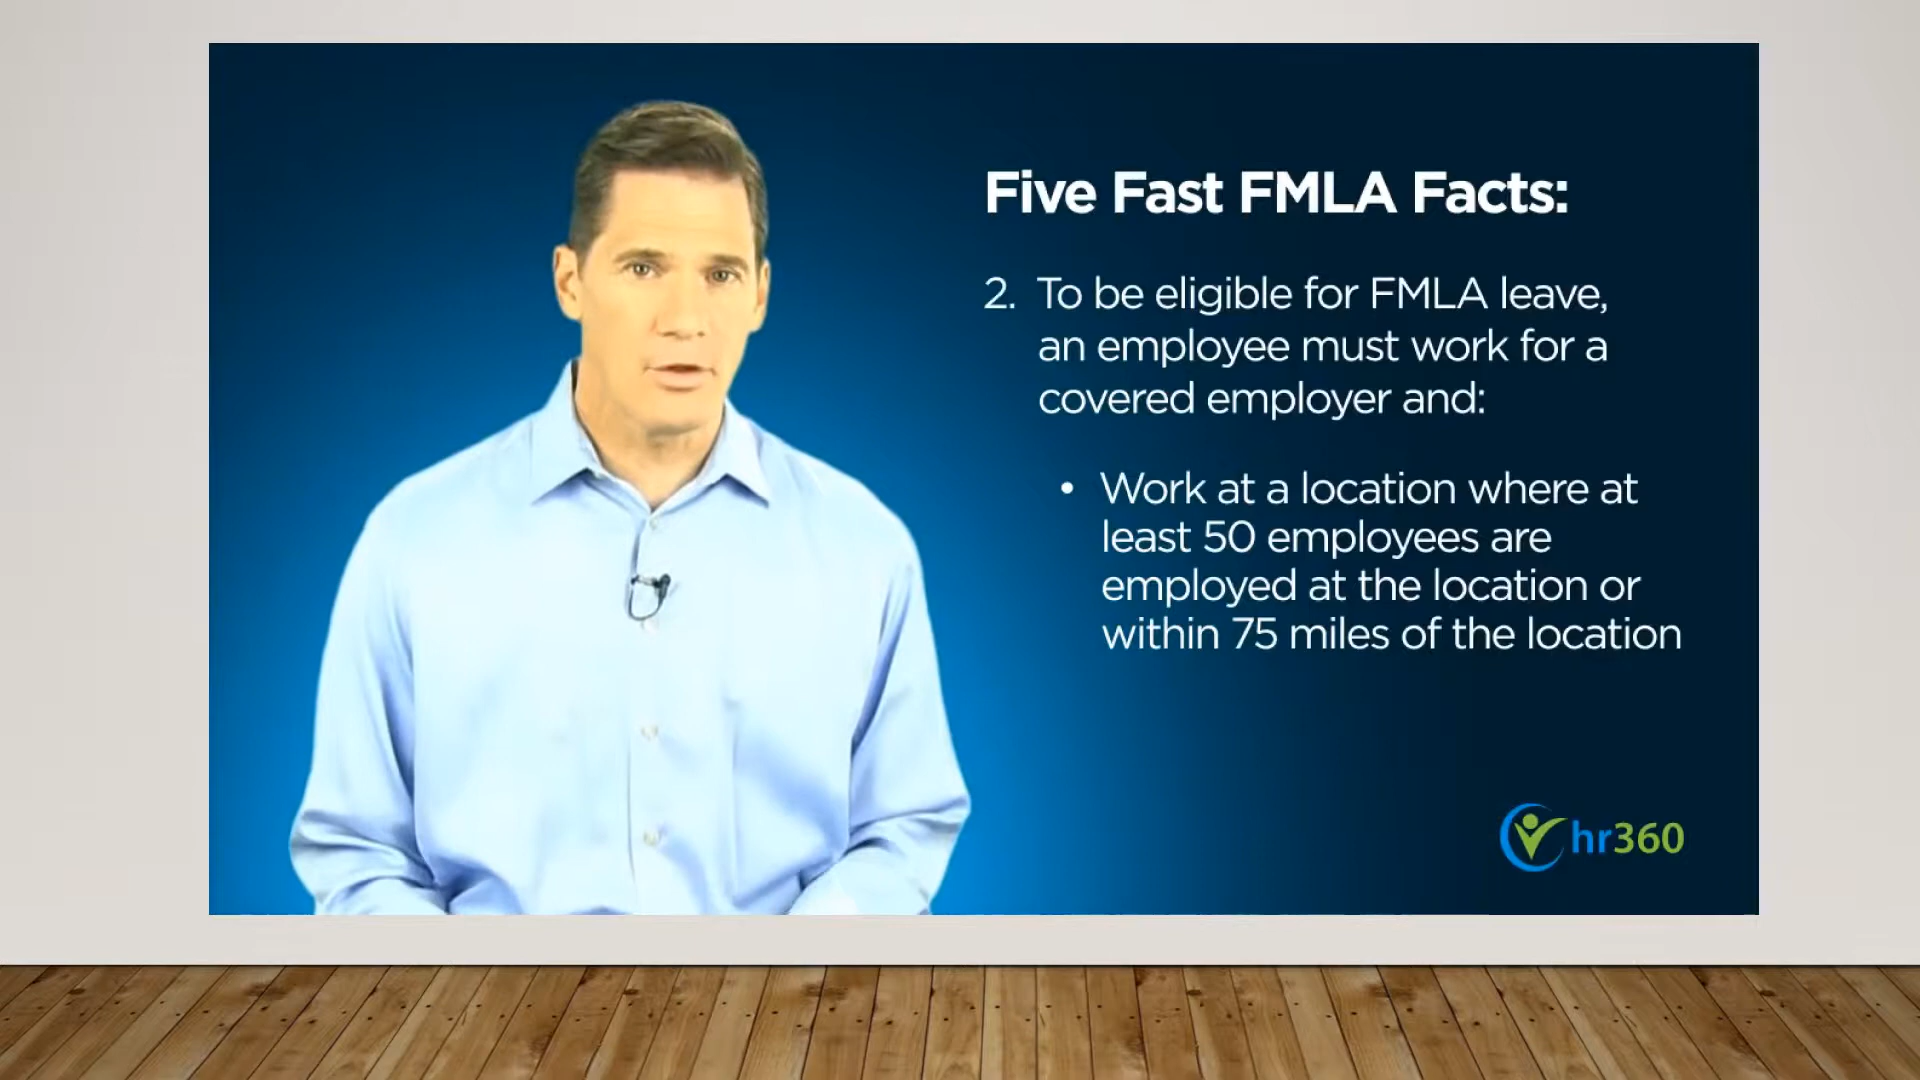 Five Fast FMLA Facts:
2. To be eligible for FMLA leave,
an employee must work for a
covered employer and:
• Work at a location where at
least 50 employees are
employed at the location or
within 75 miles of the location
hr360